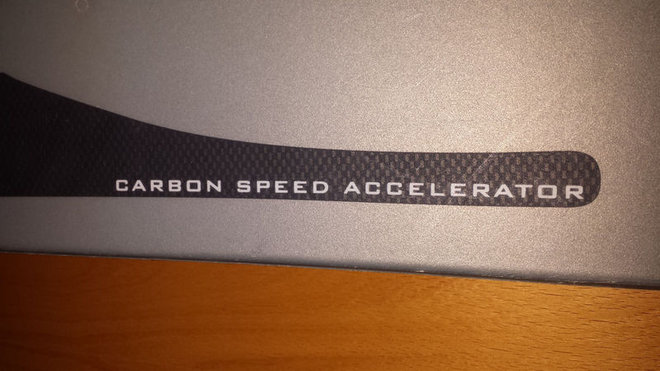 CARBON SPEED ACCELERATOR